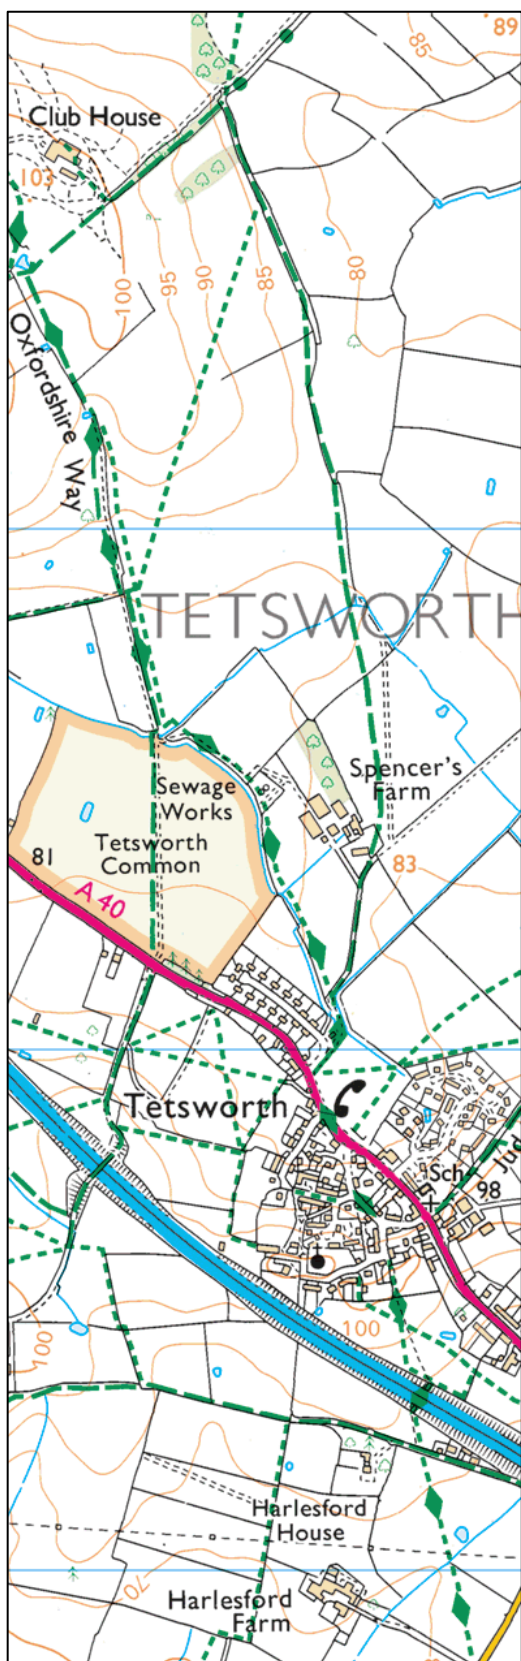 89
85
Club House
103
80
85
90
95
100
Oxfordshire Way
TETSWORTH
Spencer's
Farm
Sewage
Works
Tetsworth
Common
81
A 40
83
Tetsworth
Sch
Jud
98
100
100
Harlesford
House
70
Harlesford
Farm